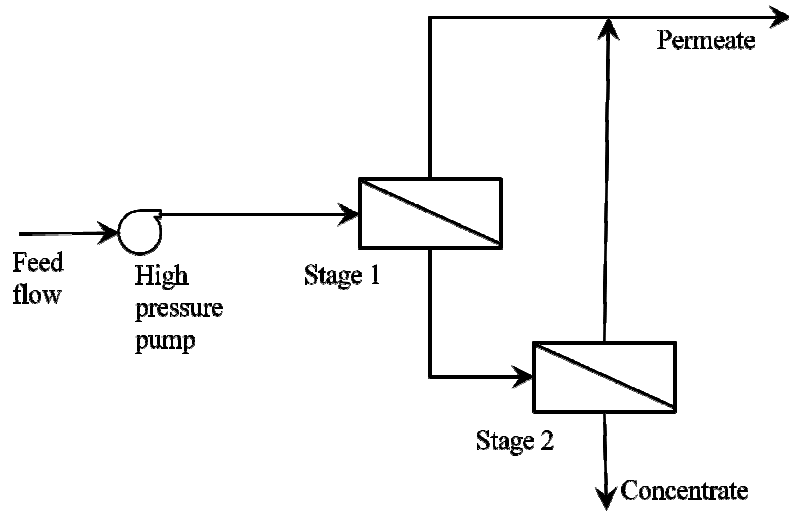 Permeate
Stage 1
Feed
flow
High
pressure
pump
Stage 2
Concentrate